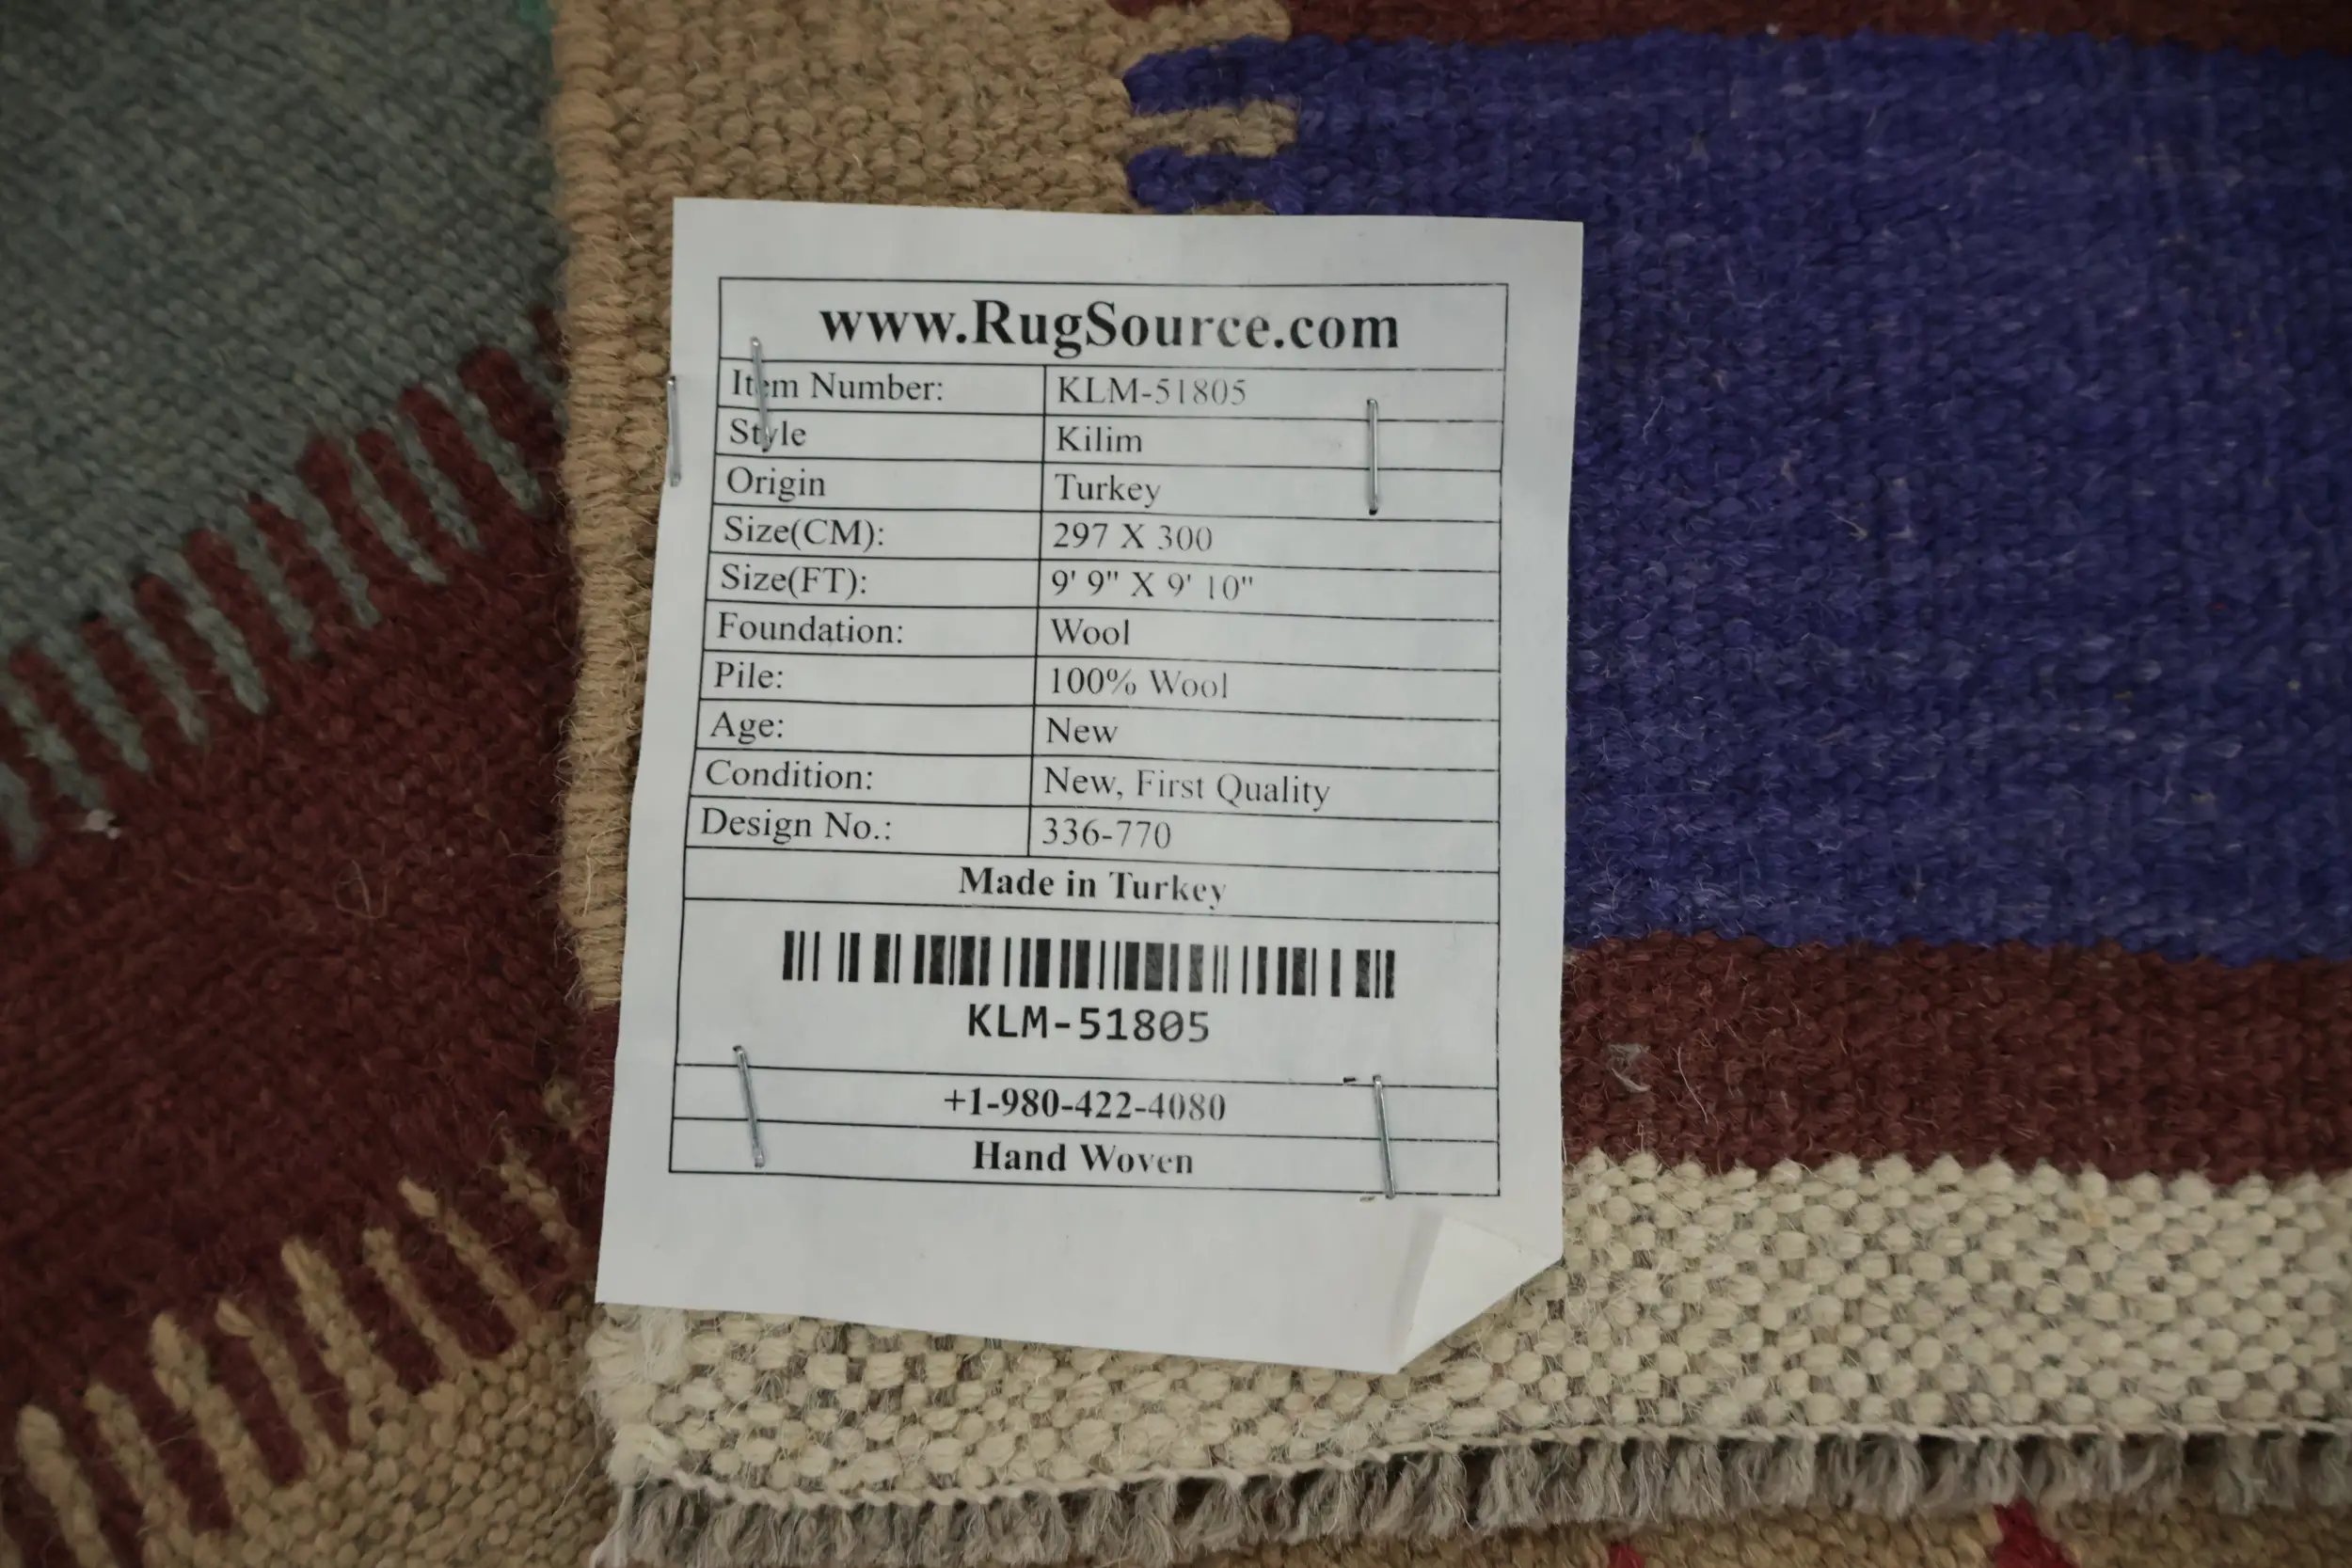 www.RugSource.com
Item Number: KLM-51805
Style Kilim
Origin Turkey
Size(CM): 297 X 300
Size(FT): 9' 9" X 9' 10"
Foundation: Wool
Pile: 100% Wool
Age: New
Condition: New, First Quality
Design No.: 336-770
Made in Turkey
KLM-51805
+1-980-422-4080
Hand Woven